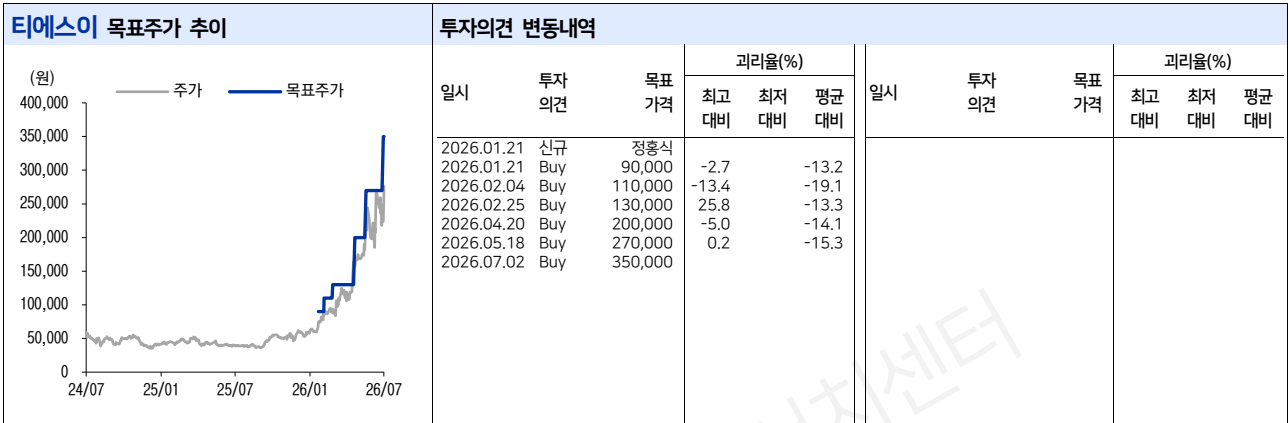 티에스이 목표주가 추이
(원)
주가
목표주가
400,000
350,000
300,000
250,000
200,000
150,000
100,000
50,000
0
24/07 25/01 25/07 26/01 26/07
투자의견 변동내역
일시 투자의견 목표가격 괴리율(%)
최고대비 최저대비 평균대비
2026.01.21 신규 정홍식
2026.01.21 Buy 90,000 -2.7 -13.2
2026.02.04 Buy 110,000 -13.4 -19.1
2026.02.25 Buy 130,000 25.8 -13.3
2026.04.20 Buy 200,000 -5.0 -14.1
2026.05.18 Buy 270,000 0.2 -15.3
2026.07.02 Buy 350,000
일시 투자의견 목표가격 괴리율(%)
최고대비 최저대비 평균대비
센터